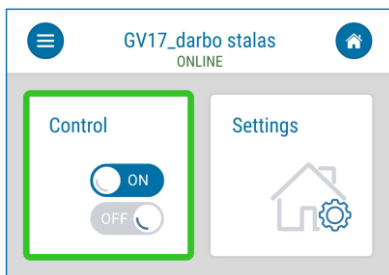 GV17_darbo stalas
ONLINE
Control
Settings
ON
OFF